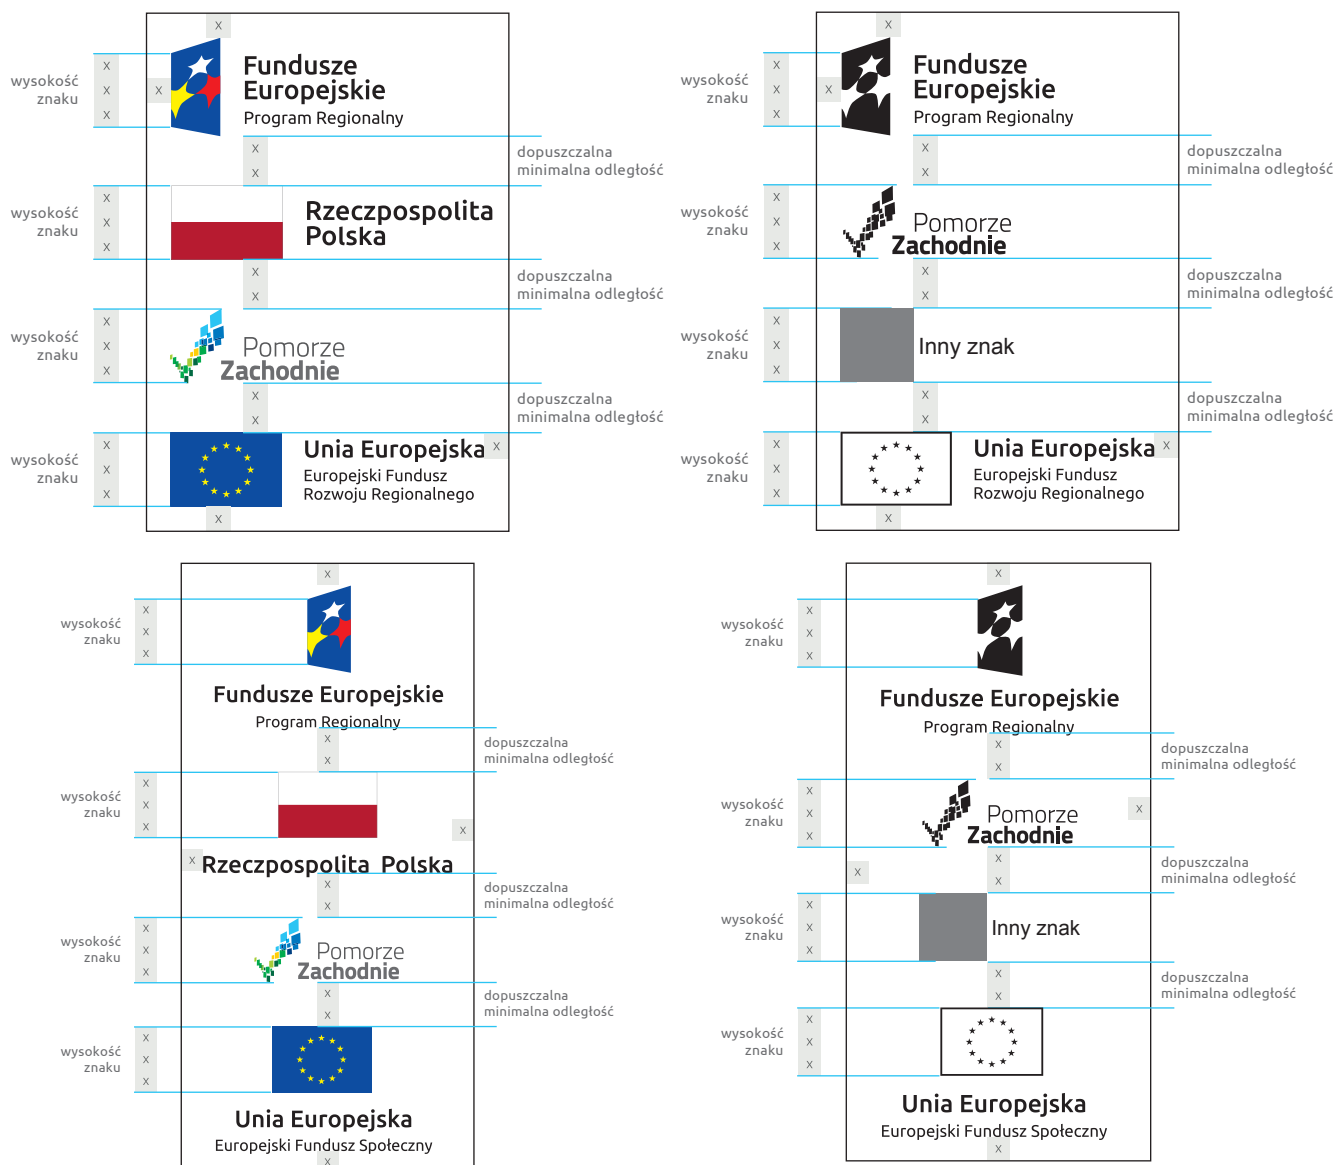 x
wysokość
znaku
x
x
x
x
Fundusze
Europejskie
Program Regionalny
x
x
dopuszczalna
minimalna odległość
wysokość
znaku
x
x
x
Rzeczpospolita
Polska
x
x
dopuszczalna
minimalna odległość
wysokość
znaku
x
x
x
Pomorze
Zachodnie
x
x
dopuszczalna
minimalna odległość
wysokość
znaku
x
x
x
Unia Europejska
x
Europejski Fundusz
Rozwoju Regionalnego
x
x
wysokość
znaku
x
x
x
x
Fundusze
Europejskie
Program Regionalny
x
x
dopuszczalna
minimalna odległość
wysokość
znaku
x
x
x
Pomorze
Zachodnie
x
x
dopuszczalna
minimalna odległość
wysokość
znaku
x
x
x
Inny znak
x
x
dopuszczalna
minimalna odległość
wysokość
znaku
x
x
x
Unia Europejska
x
Europejski Fundusz
Rozwoju Regionalnego
x
x
wysokość
znaku
x
x
x
Fundusze Europejskie
Program Regionalny
x
x
dopuszczalna
minimalna odległość
wysokość
znaku
x
x
x
x
x
Rzeczpospolita Polska
x
x
dopuszczalna
minimalna odległość
wysokość
znaku
x
x
x
Pomorze
Zachodnie
x
x
dopuszczalna
minimalna odległość
wysokość
znaku
x
x
x
Unia Europejska
Europejski Fundusz Społeczny
x
x
wysokość
znaku
x
x
x
Fundusze Europejskie
Program Regionalny
x
x
dopuszczalna
minimalna odległość
wysokość
znaku
x
x
x
Pomorze
Zachodnie
x
x
x
x
dopuszczalna
minimalna odległość
wysokość
znaku
x
x
x
Inny znak
x
x
dopuszczalna
minimalna odległość
wysokość
znaku
x
x
x
Unia Europejska
Europejski Fundusz Społeczny
x